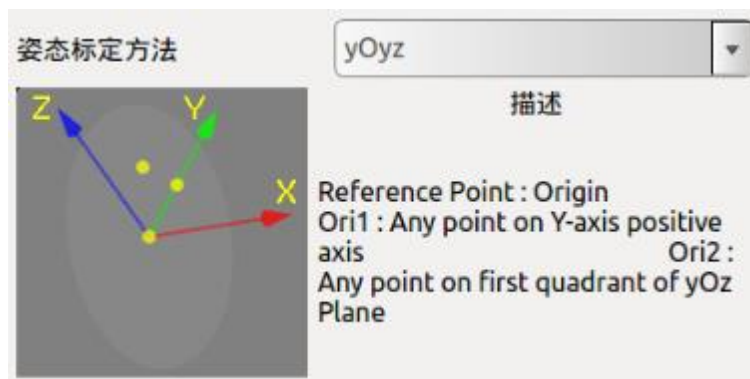 姿态标定方法
yOyz
描述
Z
Y
X
Reference Point : Origin
Ori1 : Any point on Y-axis positive
axis Ori2 :
Any point on first quadrant of yOz
Plane